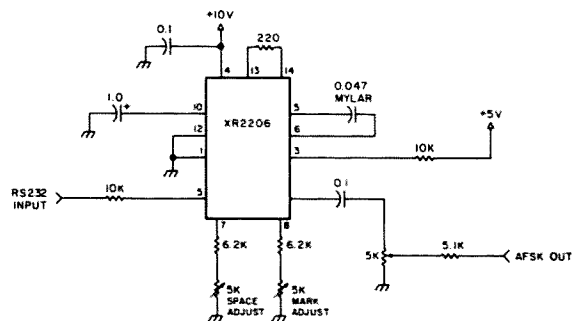 +10V
0.1
220
4
13
14
1.0
+
10
5
0.047
MYLAR
12
XR2206
6
+5V
1
3
10K
RS232
INPUT
10K
5
0.1
7
8
6.2K
6.2K
5K
5.1K
AFSK OUT
5K
SPACE
ADJUST
5K
MARK
ADJUST